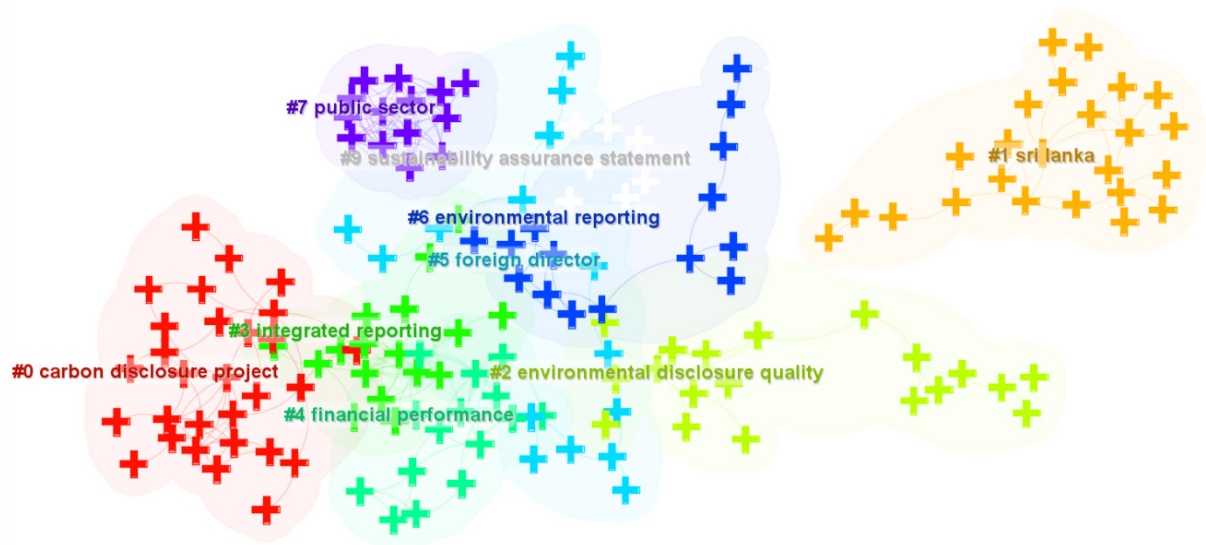 #7 public sector
#9 sustainability assurance statement
#1 sri lanka
#6 environmental reporting
#5 foreign director
#3 integrated reporting
#0 carbon disclosure project
#2 environmental disclosure quality
#4 financial performance